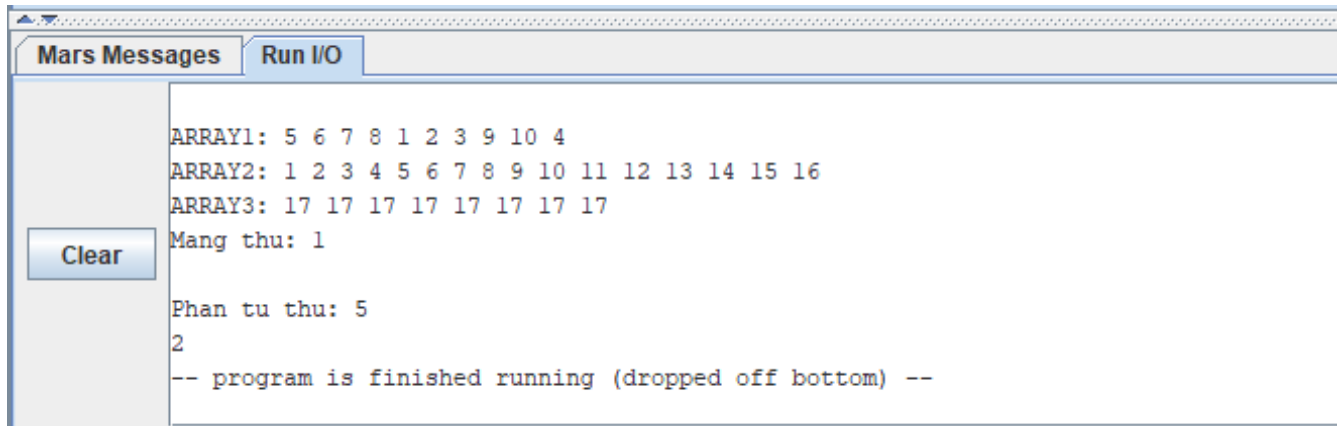 Mars Messages Run I/O
ARRAY1: 5 6 7 8 1 2 3 9 10 4
ARRAY2: 1 2 3 4 5 6 7 8 9 10 11 12 13 14 15 16
ARRAY3: 17 17 17 17 17 17 17 17
Mang thu: 1
Clear
Phan tu thu: 5
2
-- program is finished running (dropped off bottom) --